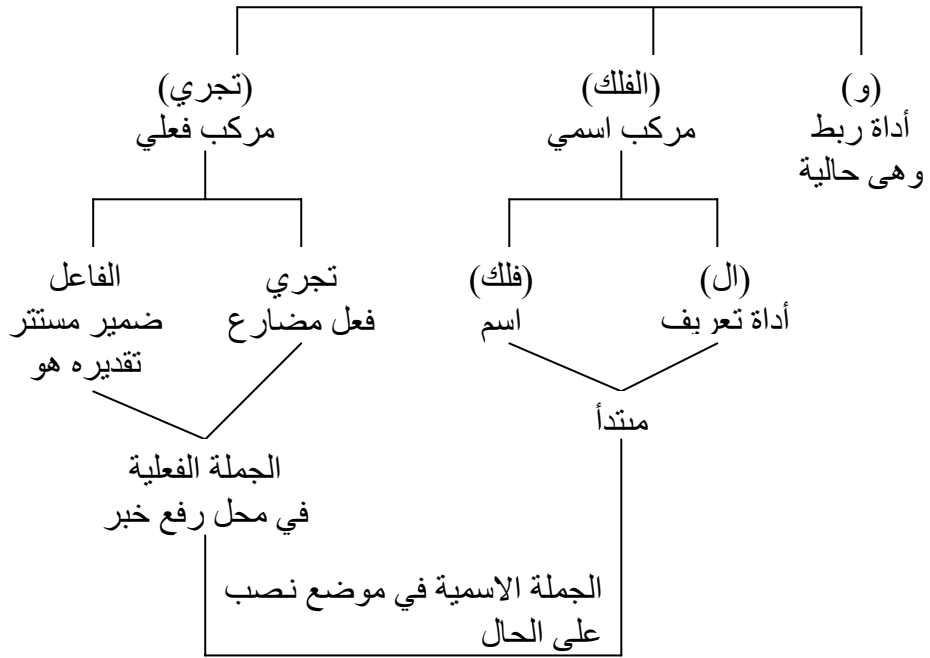 (و)
أداة ربط
وهى حالية
(الفلك)
مركب اسمي
(تجري)
مركب فعلي
(ال)
أداة تعريف
(فلك)
اسم
تجري
فعل مضارع
الفاعل
ضمير مستتر
تقديره هو
مبتدأ
الجملة الفعلية
في محل رفع خبر
الجملة الاسمية في موضع نصب
على الحال